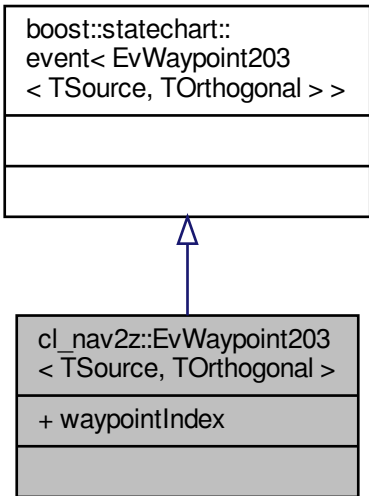 boost::statechart::
event< EvWaypoint203
< TSource, TOrthogonal > >
cl_nav2z::EvWaypoint203
< TSource, TOrthogonal >
+ waypointIndex